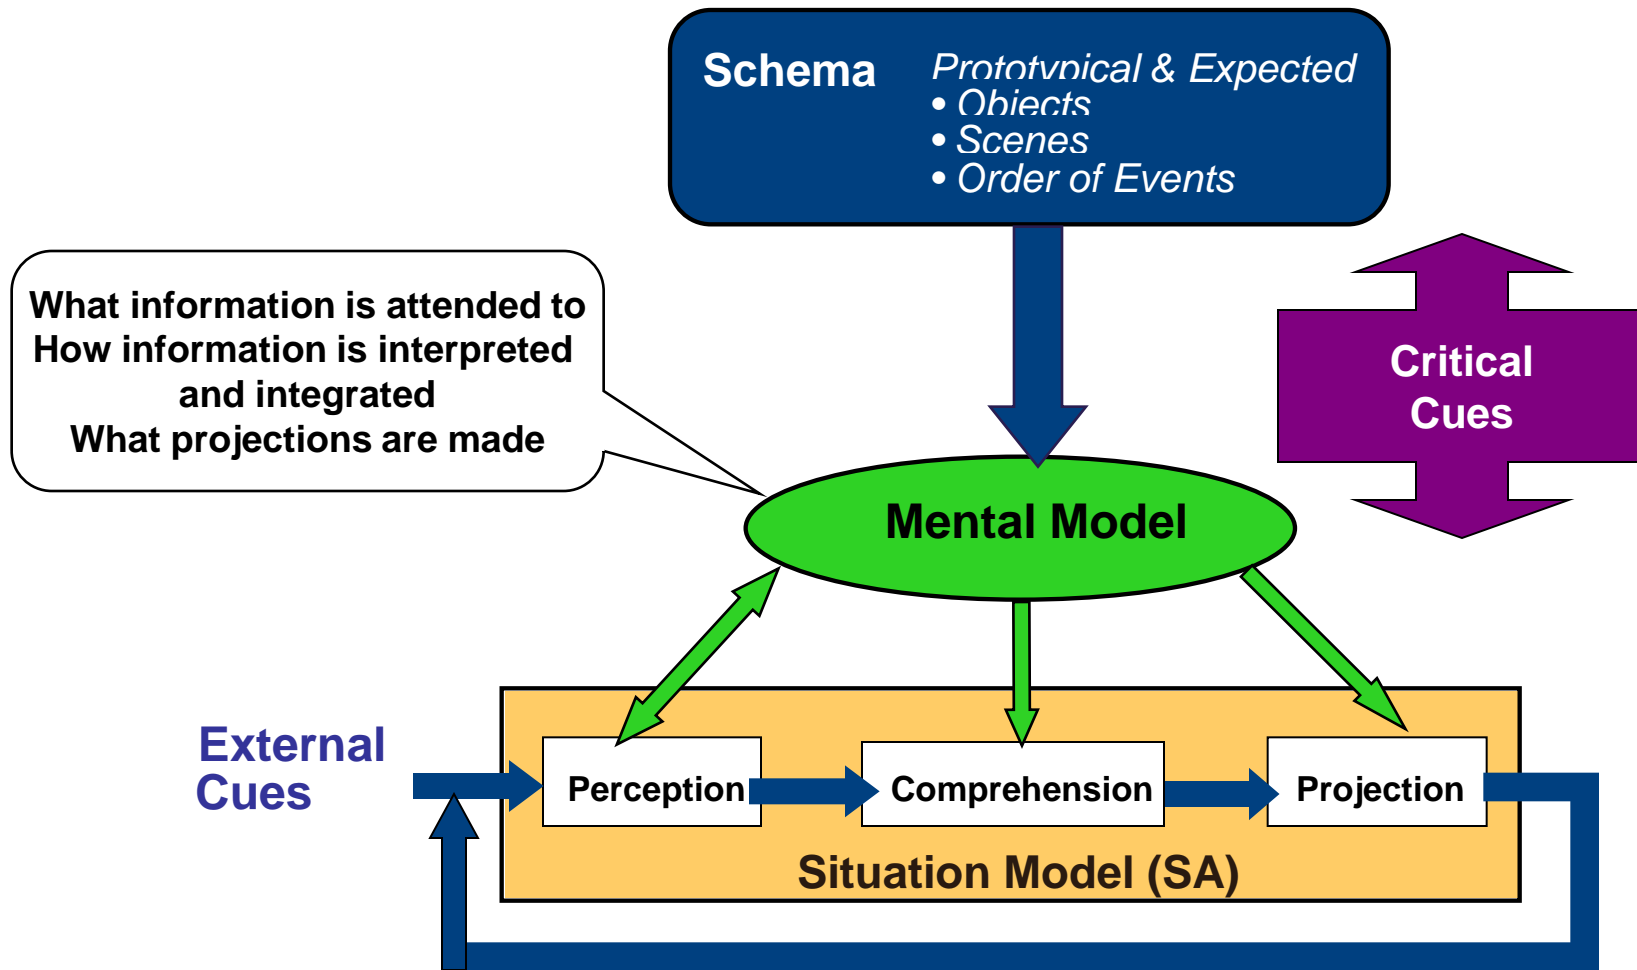 Schema
Prototypical & Expected
• Objects
• Scenes
• Order of Events
What information is attended to
How information is interpreted
and integrated
What projections are made
Critical
Cues
Mental Model
External
Cues
Perception
Comprehension
Projection
Situation Model (SA)